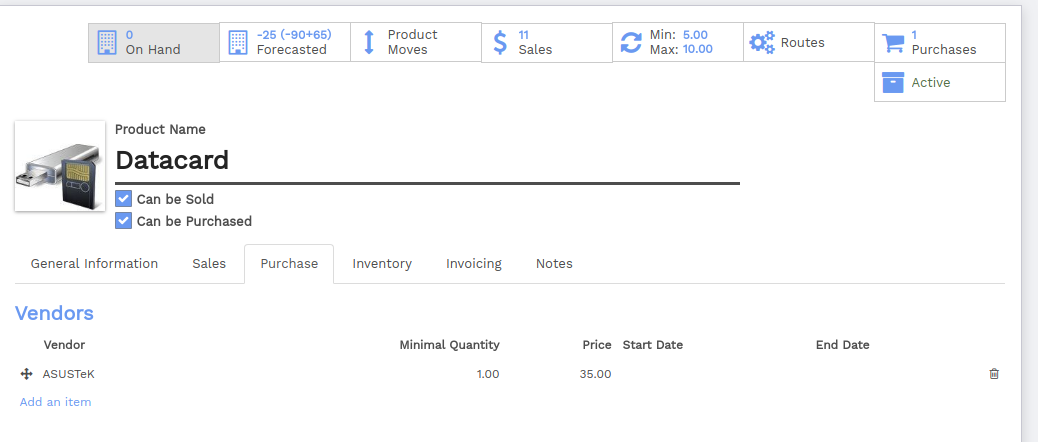 0
On Hand
-25 (-90+65)
Forecasted
Product
Moves
11
Sales
Min: 5.00
Max: 10.00
Routes
1
Purchases
Active
Product Name
Datacard
Can be Sold
Can be Purchased
General Information Sales Purchase Inventory Invoicing Notes
Vendors
Vendor Minimal Quantity Price Start Date End Date
ASUSTeK 1.00 35.00
Add an item